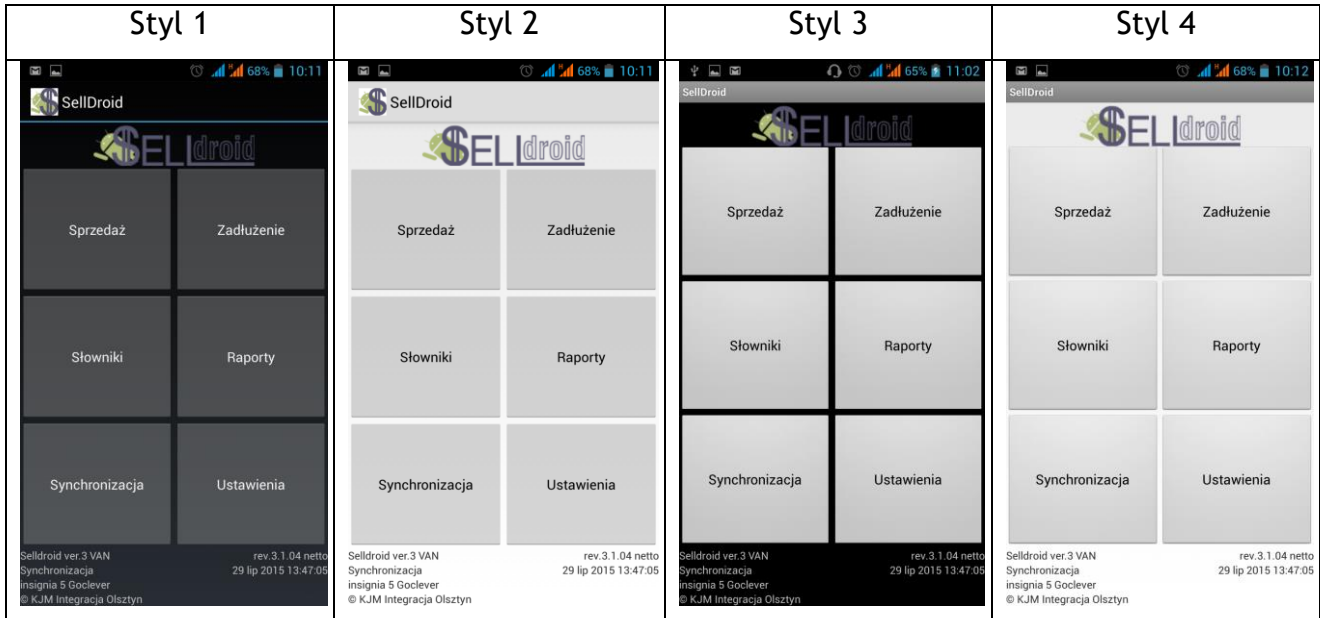 Styl 1
Styl 2
Styl 3
Styl 4
68% 10:11
SellDroid
SELLdroid
Sprzedaż Zadłużenie
Słowniki Raporty
Synchronizacja Ustawienia
Selldroid ver.3 VAN rev.3.1.04 netto
Synchronizacja 29 lip 2015 13:47:05
insignia 5 Goclever
© KJM Integracja Olsztyn
68% 10:11
SellDroid
SELLdroid
Sprzedaż Zadłużenie
Słowniki Raporty
Synchronizacja Ustawienia
Selldroid ver.3 VAN rev.3.1.04 netto
Synchronizacja 29 lip 2015 13:47:05
insignia 5 Goclever
© KJM Integracja Olsztyn
65% 11:02
SellDroid
SELLdroid
Sprzedaż Zadłużenie
Słowniki Raporty
Synchronizacja Ustawienia
Selldroid ver.3 VAN rev.3.1.04 netto
Synchronizacja 29 lip 2015 13:47:05
insignia 5 Goclever
© KJM Integracja Olsztyn
68% 10:12
SellDroid
SELLdroid
Sprzedaż Zadłużenie
Słowniki Raporty
Synchronizacja Ustawienia
Selldroid ver.3 VAN rev.3.1.04 netto
Synchronizacja 29 lip 2015 13:47:05
insignia 5 Goclever
© KJM Integracja Olsztyn